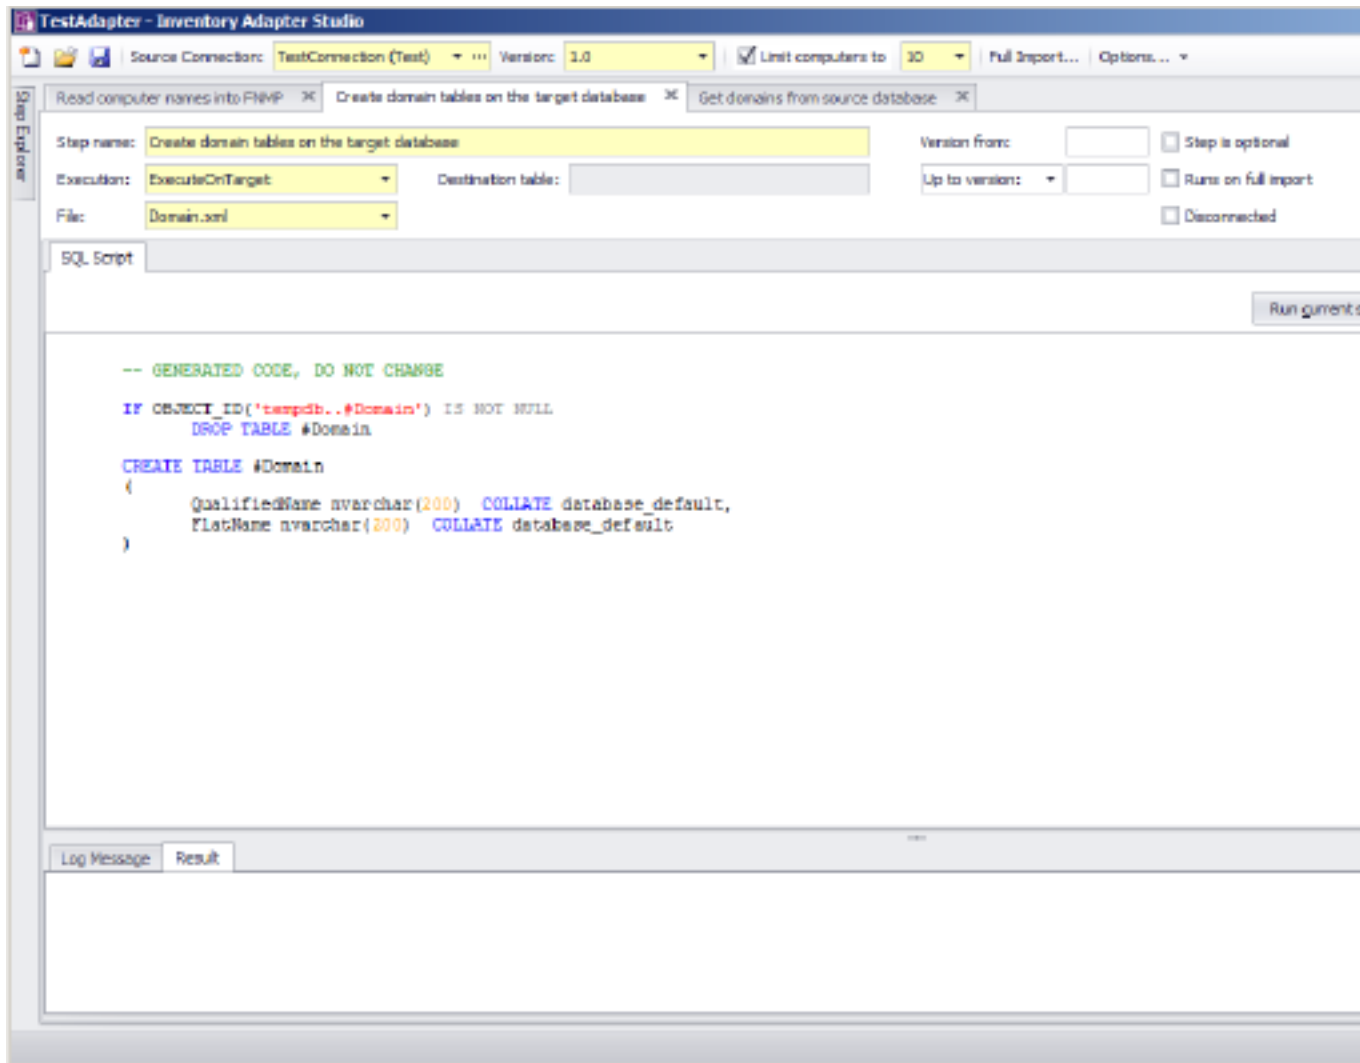 TestAdapter - Inventory Adapter Studio
Source Connection: TestConnection (Test) ... Version: 1.0 Limit computers to 10 Full Import... Options...
Step Explorer
Read computer names into FNMP Create domain tables on the target database Get domains from source database
Step name: Create domain tables on the target database Version from: Step is optional
Execution: ExecuteOnTarget Destination table: Up to version: Runs on full import
File: Domain.xml Disconnected
SQL Script
Run current
-- GENERATED CODE, DO NOT CHANGE
IF OBJECT_ID('tempdb..#Domain') IS NOT NULL
DROP TABLE #Domain
CREATE TABLE #Domain
(
QualifiedName nvarchar(200) COLLATE database_default,
FlatName nvarchar(200) COLLATE database_default
)
Log Message Result